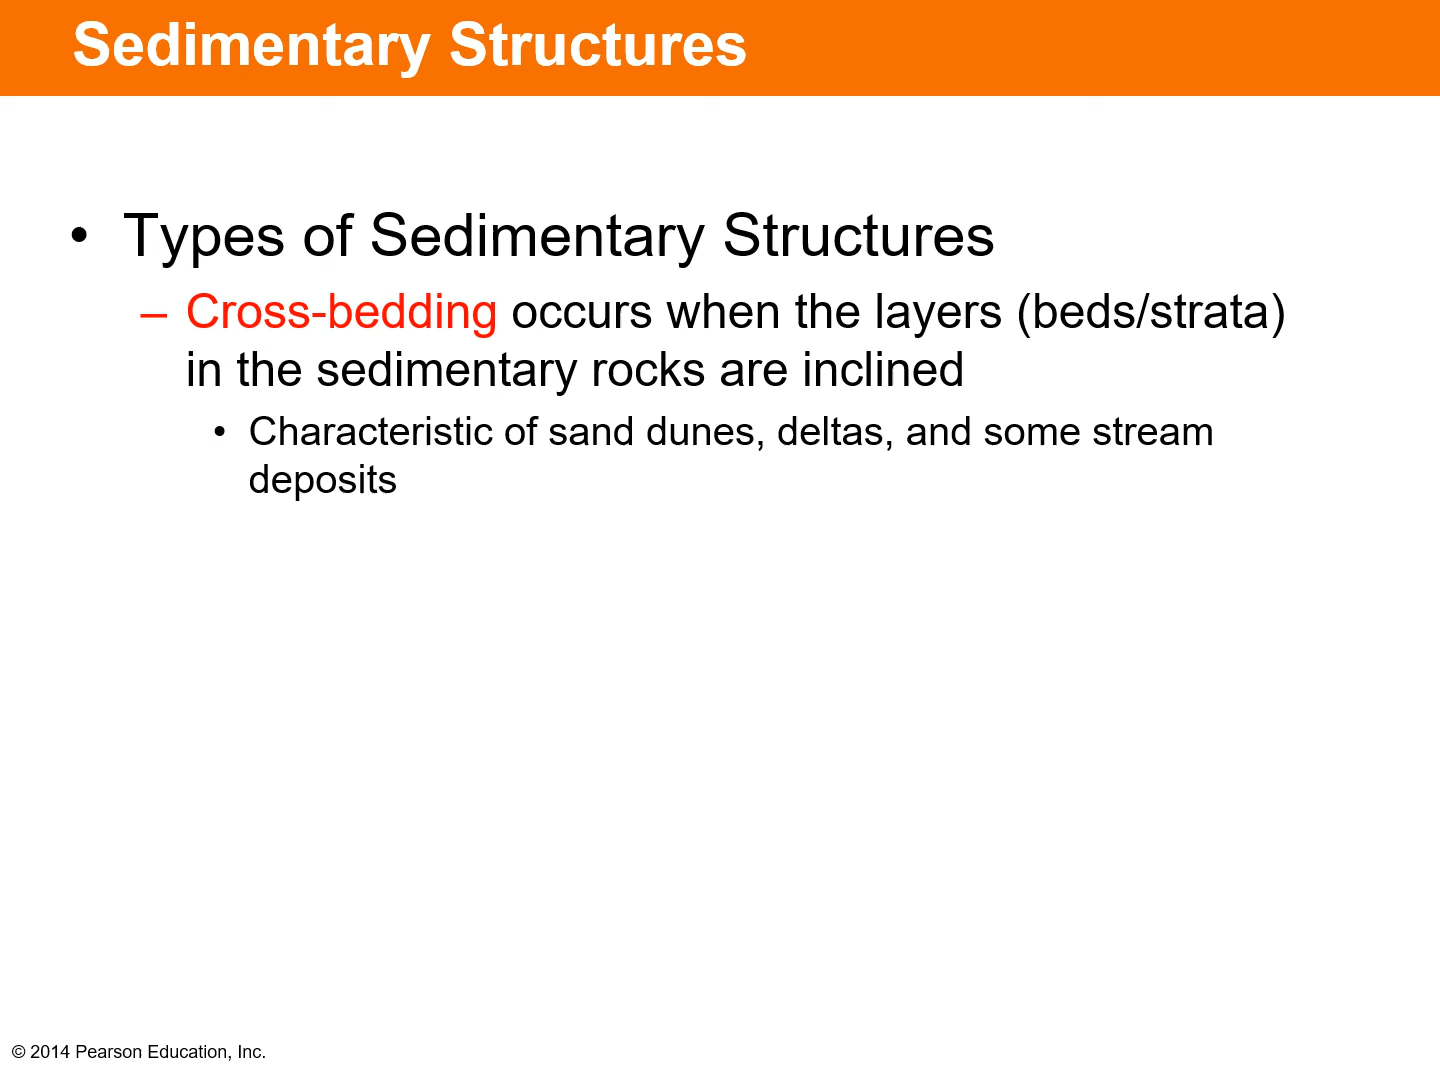 Sedimentary Structures
• Types of Sedimentary Structures
– Cross-bedding occurs when the layers (beds/strata)
in the sedimentary rocks are inclined
• Characteristic of sand dunes, deltas, and some stream
deposits
© 2014 Pearson Education, Inc.